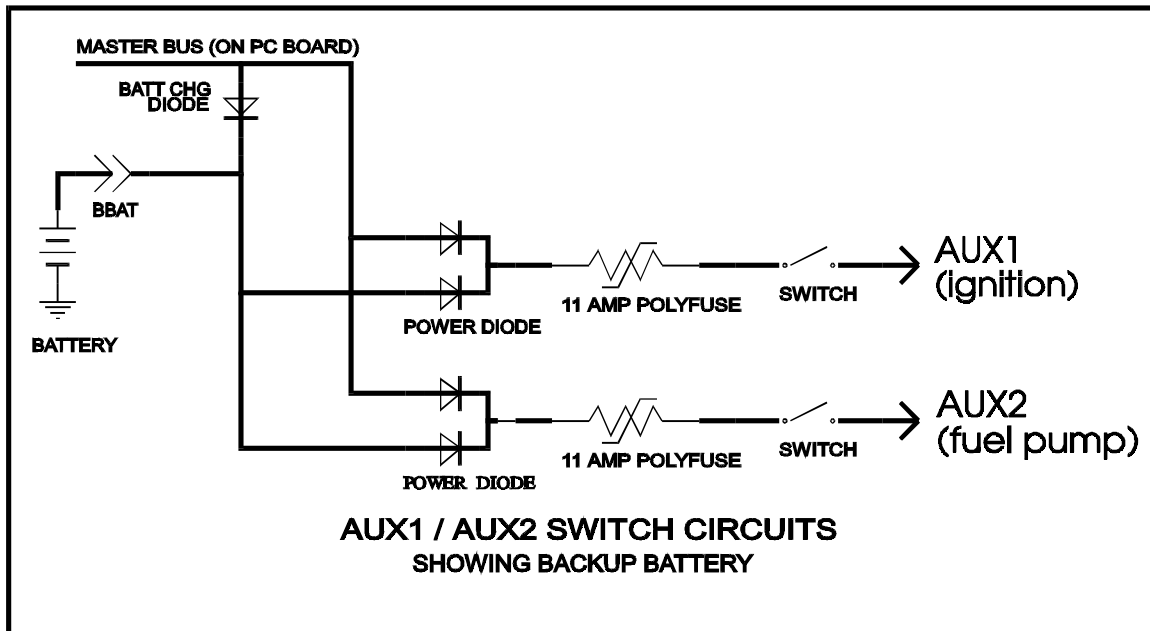 MASTER BUS (ON PC BOARD)
BATT CHG
DIODE
BBAT
BATTERY
POWER DIODE
11 AMP POLYFUSE
SWITCH
AUX1
(ignition)
POWER DIODE
11 AMP POLYFUSE
SWITCH
AUX2
(fuel pump)
AUX1 / AUX2 SWITCH CIRCUITS
SHOWING BACKUP BATTERY